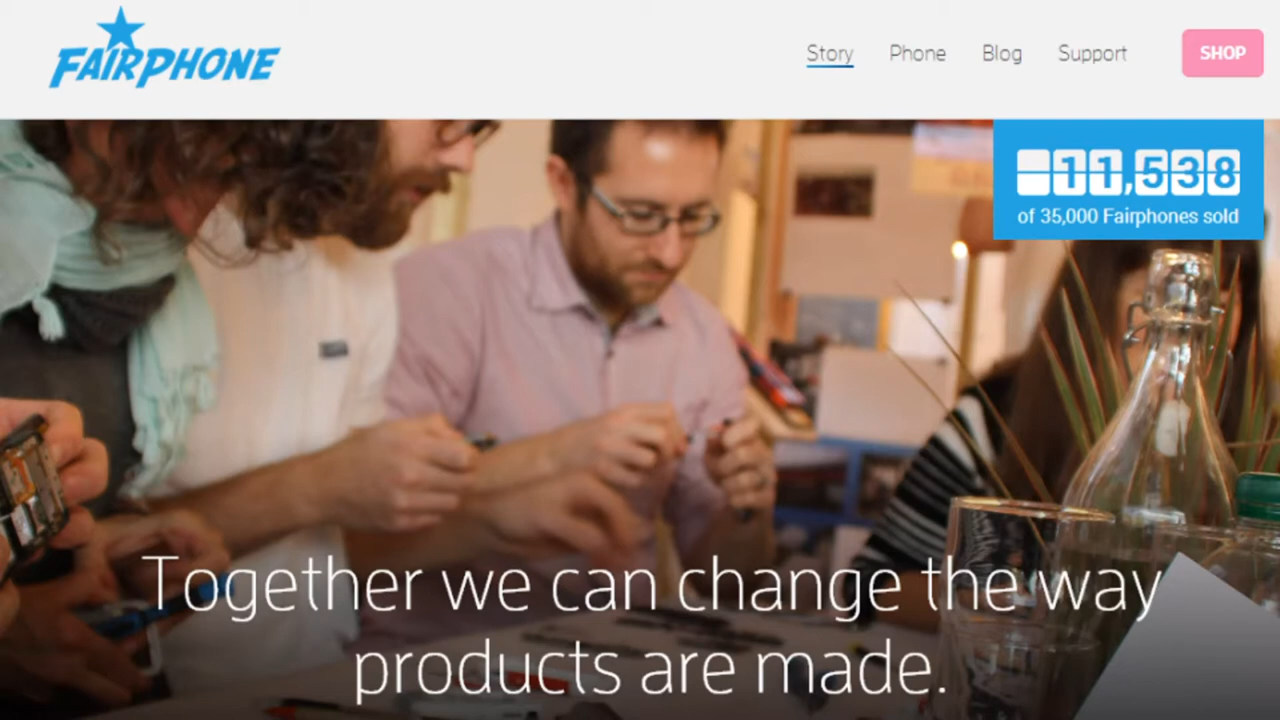 FAIRPHONE
Story Phone Blog Support SHOP
11,538
of 35,000 Fairphones sold
Together we can change the way
products are made.